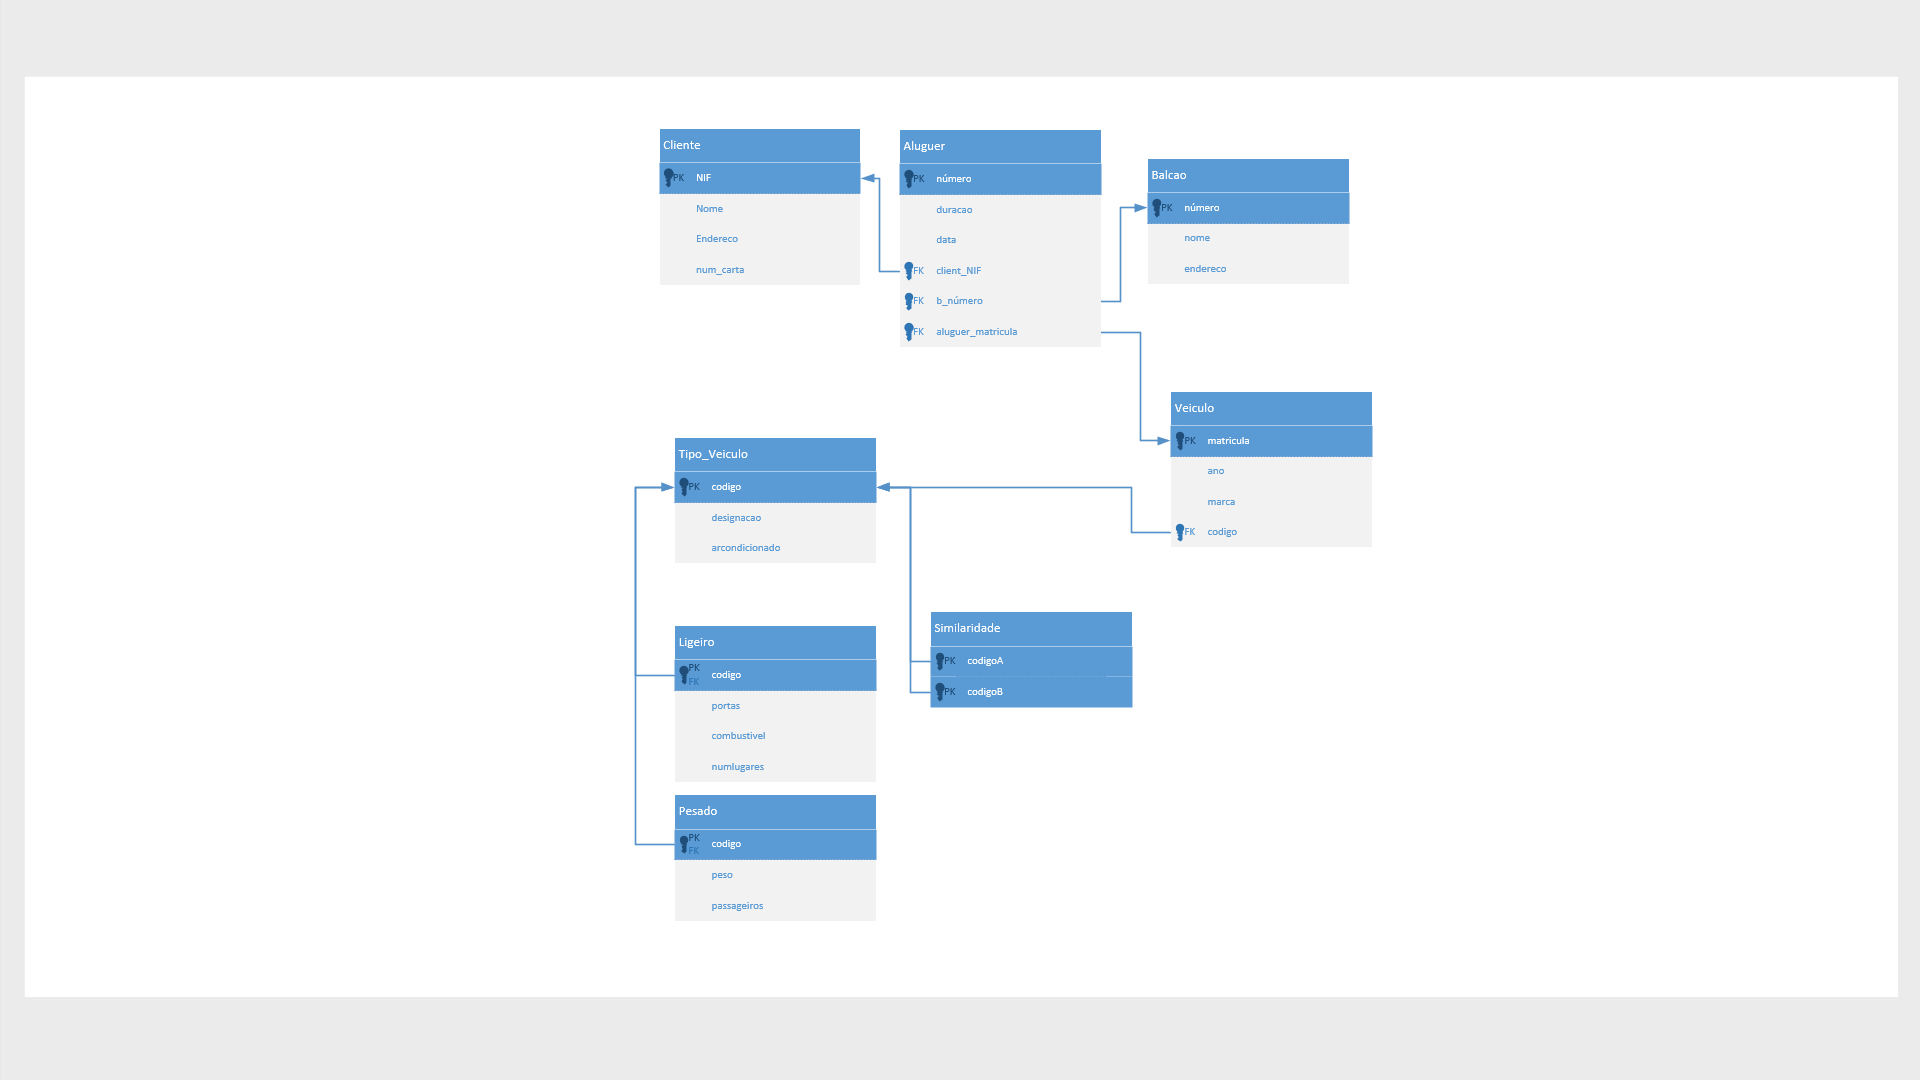 Cliente
PK NIF
Nome
Endereco
num_carta
Aluguer
PK número
duracao
data
FK client_NIF
FK b_número
FK aluguer_matricula
Balcao
PK número
nome
endereco
Veiculo
PK matricula
ano
marca
FK codigo
Tipo_Veiculo
PK codigo
designacao
arcondicionado
Ligeiro
PK
FK codigo
portas
combustivel
numlugares
Similaridade
PK codigoA
PK codigoB
Pesado
PK
FK codigo
peso
passageiros